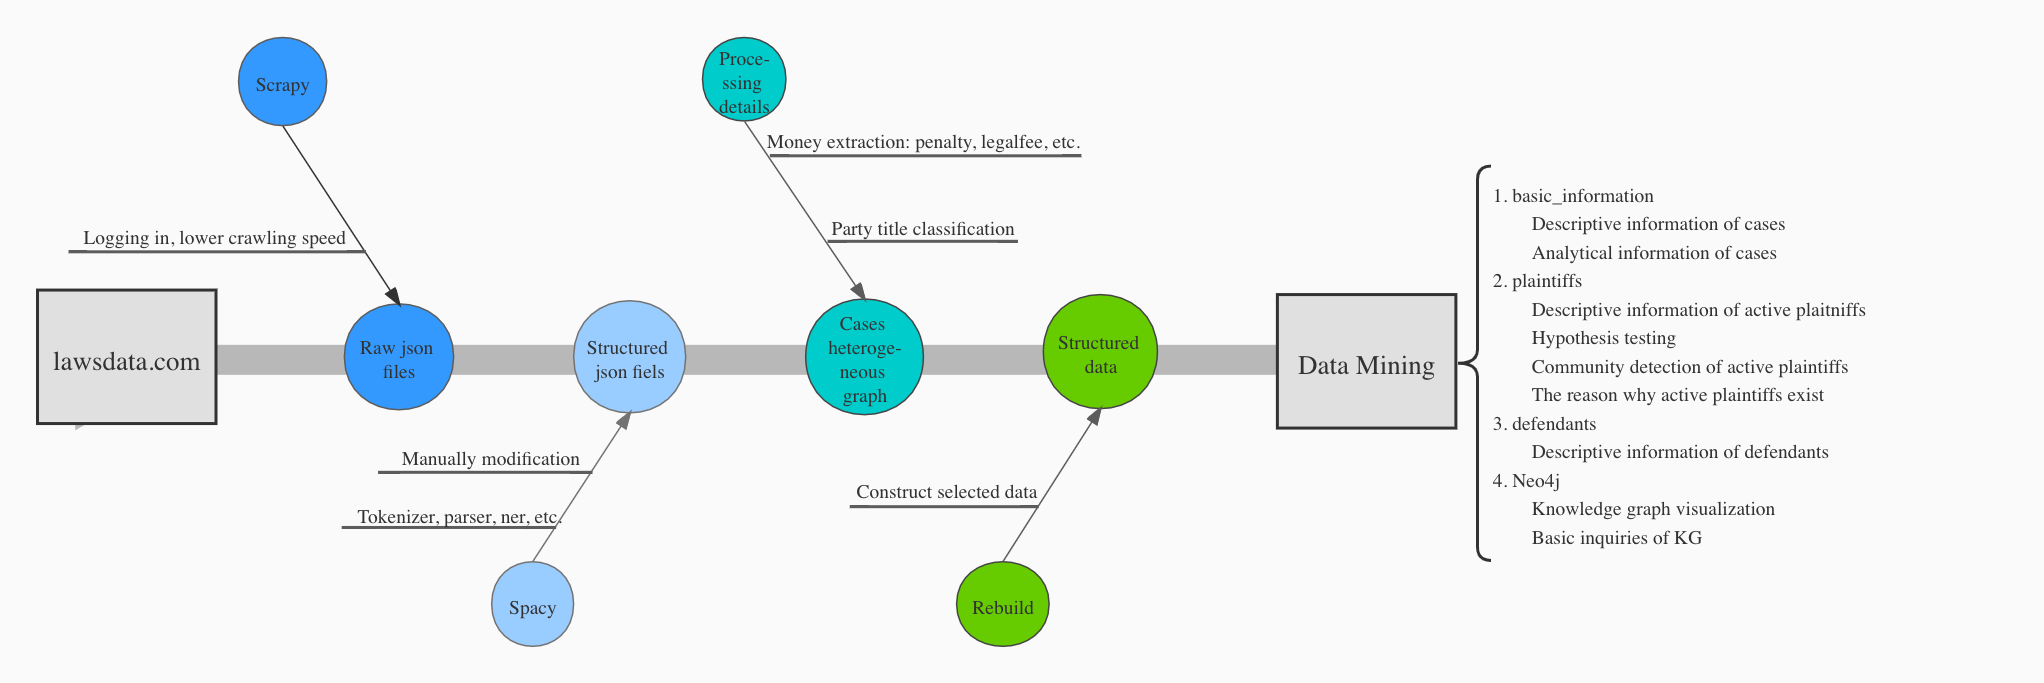 Scrapy
Proce-
ssing
details
Money extraction: penalty, legalfee, etc.
Party title classification
Logging in, lower crawling speed
lawsdata.com
Raw json
files
Structured
json fiels
Cases
heteroge-
neous
graph
Structured
data
Data Mining
1. basic_information
Descriptive information of cases
Analytical information of cases
2. plaintiffs
Descriptive information of active plaitniffs
Hypothesis testing
Community detection of active plaintiffs
The reason why active plaintiffs exist
3. defendants
Descriptive information of defendants
4. Neo4j
Knowledge graph visualization
Basic inquiries of KG
Manually modification
Tokenizer, parser, ner, etc.
Construct selected data
Spacy
Rebuild